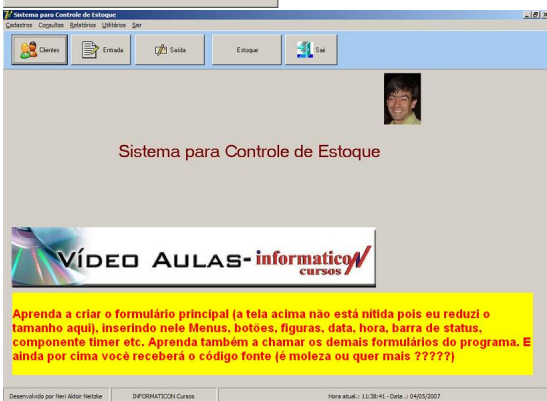 Sistema para Controle de Estoque
Cadastros Consultas Relatórios Utilitários Sair
Clientes Entrada Saída Estoque Sair
Sistema para Controle de Estoque
VÍDEO AULAS- informaticon
cursos
Aprenda a criar o formulário principal (a tela acima não está nítida pois eu reduzi o
tamanho aqui), inserindo nele Menus, botões, figuras, data, hora, barra de status,
componente timer etc. Aprenda também a chamar os demais formulários do programa. E
ainda por cima você receberá o código fonte (é moleza ou quer mais ?????)
Desenvolvido por Neri Aldoir Neitzke INFORMATICON Cursos Hora atual.: 11:38:41 - Data .: 04/05/2007